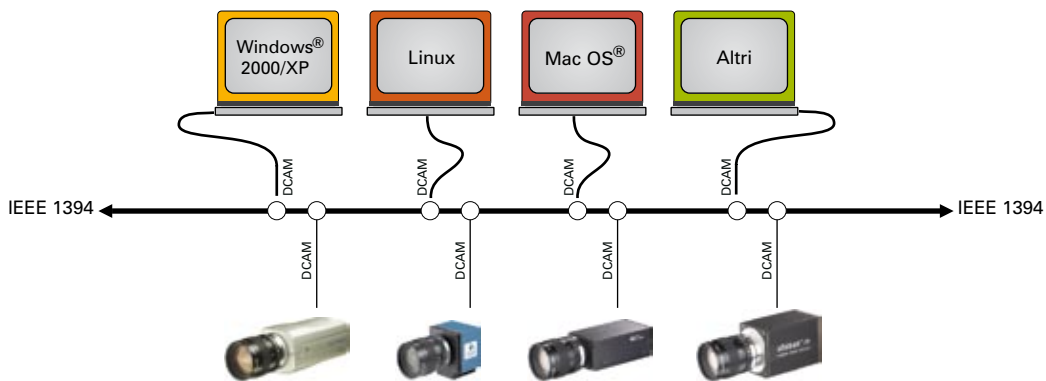 Windows®
2000/XP
Linux
Mac OS®
Altri
DCAM
DCAM
DCAM
DCAM
IEEE 1394
IEEE 1394
DCAM
DCAM
DCAM
DCAM